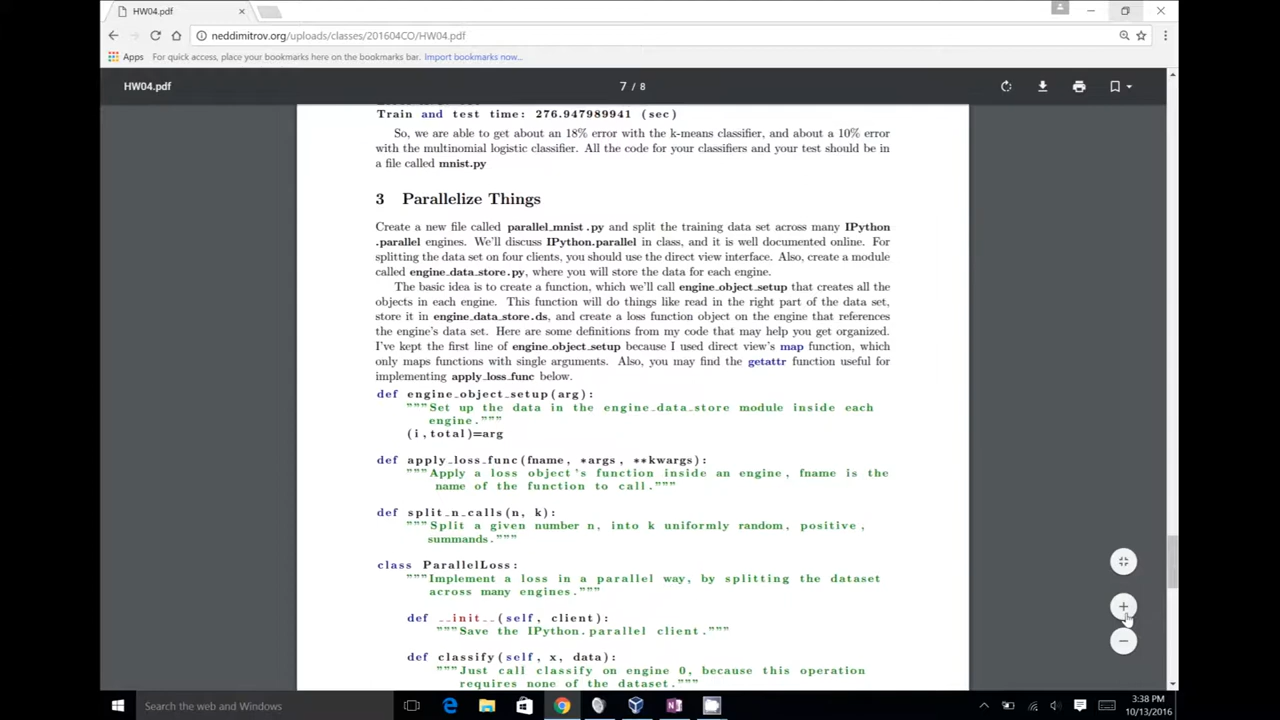 HW04.pdf
neddimitrov.org/uploads/classes/201604CO/HW04.pdf
Apps For quick access, place your bookmarks here on the bookmarks bar. Import bookmarks now...
HW04.pdf 7 / 8
Train and test time: 276.947989941 (sec)
So, we are able to get about an 18% error with the k-means classifier, and about a 10% error
with the multinomial logistic classifier. All the code for your classifiers and your test should be in
a file called mnist.py
3 Parallelize Things
Create a new file called parallel_mnist.py and split the training data set across many IPython
.parallel engines. We'll discuss IPython.parallel in class, and it is well documented online. For
splitting the data set on four clients, you should use the direct view interface. Also, create a module
called engine_data_store.py, where you will store the data for each engine.
The basic idea is to create a function, which we'll call engine_object_setup that creates all the
objects in each engine. This function will do things like read in the right part of the data set,
store it in engine_data_store.ds, and create a loss function object on the engine that references
the engine's data set. Here are some definitions from my code that may help you get organized.
I've kept the first line of engine_object_setup because I used direct view's map function, which
only maps functions with single arguments. Also, you may find the getattr function useful for
implementing apply_loss_func below.
def engine_object_setup(arg):
"""Set up the data in the engine_data_store module inside each
engine."""
(i,total)=arg
def apply_loss_func(fname, *args, **kwargs):
"""Apply a loss object's function inside an engine, fname is the
name of the function to call."""
def split_n_calls(n, k):
"""Split a given number n, into k uniformly random, positive,
summands."""
class ParallelLoss:
"""Implement a loss in a parallel way, by splitting the dataset
across many engines."""
def __init__(self, client):
"""Save the IPython.parallel client."""
def classify(self, x, data):
"""Just call classify on engine 0, because this operation
requires none of the dataset."""
Search the web and Windows
3:38 PM
10/13/2016